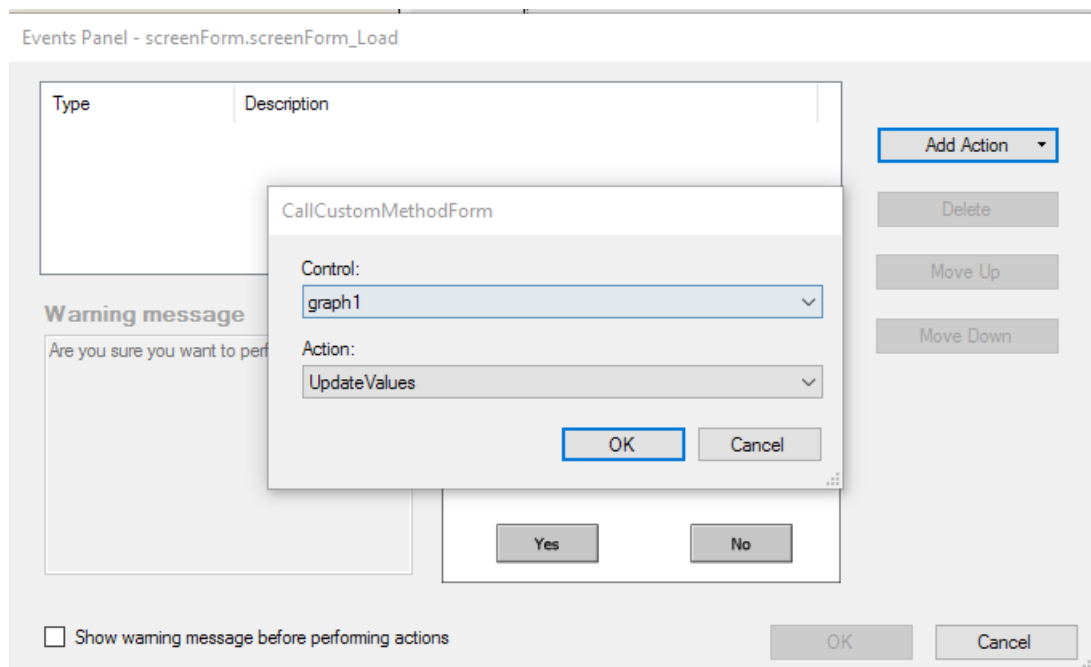 Events Panel - screenForm.screenForm_Load
Type
Description
Add Action
Delete
Move Up
Move Down
CallCustomMethodForm
Control:
graph1
Action:
UpdateValues
OK
Cancel
Warning message
Are you sure you want to perf
Yes
No
Show warning message before performing actions
OK
Cancel